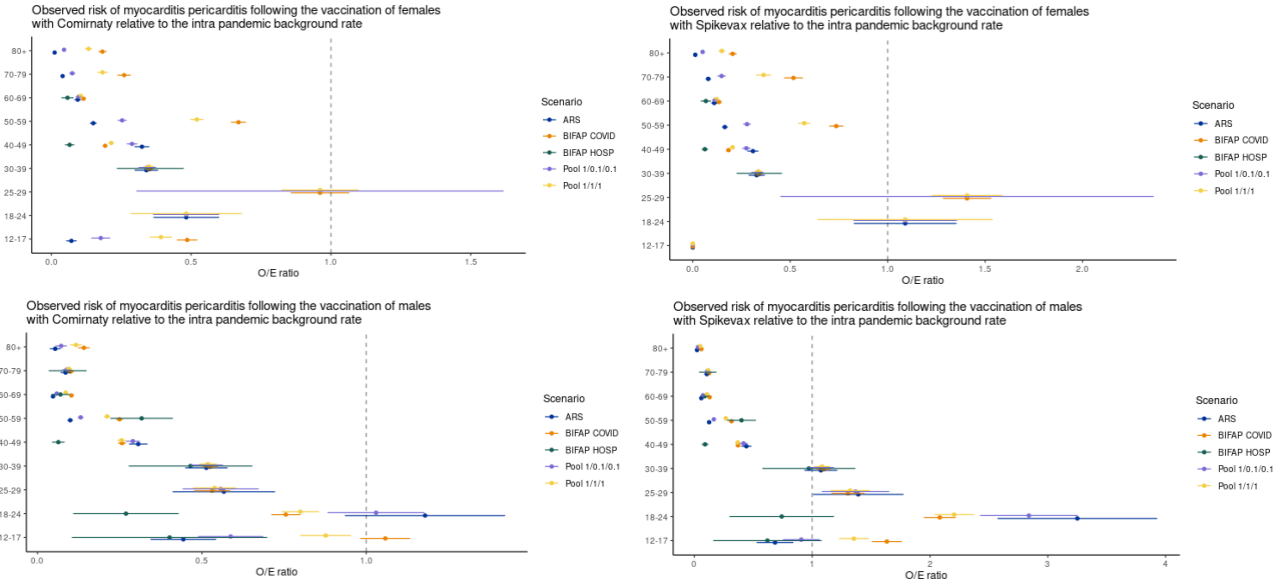 Observed risk of myocarditis pericarditis following the vaccination of females
with Comirnaty relative to the intra pandemic background rate
80+
70-79
60-69
50-59
40-49
30-39
25-29
18-24
12-17
0.0 0.5 1.0 1.5
O/E ratio
Scenario
ARS
BIFAP COVID
BIFAP HOSP
Pool 1/0.1/0.1
Pool 1/1/1
Observed risk of myocarditis pericarditis following the vaccination of females
with Spikevax relative to the intra pandemic background rate
80+
70-79
60-69
50-59
40-49
30-39
25-29
18-24
12-17
0.0 0.5 1.0 1.5 2.0
O/E ratio
Scenario
ARS
BIFAP COVID
BIFAP HOSP
Pool 1/0.1/0.1
Pool 1/1/1
Observed risk of myocarditis pericarditis following the vaccination of males
with Comirnaty relative to the intra pandemic background rate
80+
70-79
60-69
50-59
40-49
30-39
25-29
18-24
12-17
0.0 0.5 1.0
O/E ratio
Scenario
ARS
BIFAP COVID
BIFAP HOSP
Pool 1/0.1/0.1
Pool 1/1/1
Observed risk of myocarditis pericarditis following the vaccination of males
with Spikevax relative to the intra pandemic background rate
80+
70-79
60-69
50-59
40-49
30-39
25-29
18-24
12-17
0 1 2 3 4
O/E ratio
Scenario
ARS
BIFAP COVID
BIFAP HOSP
Pool 1/0.1/0.1
Pool 1/1/1